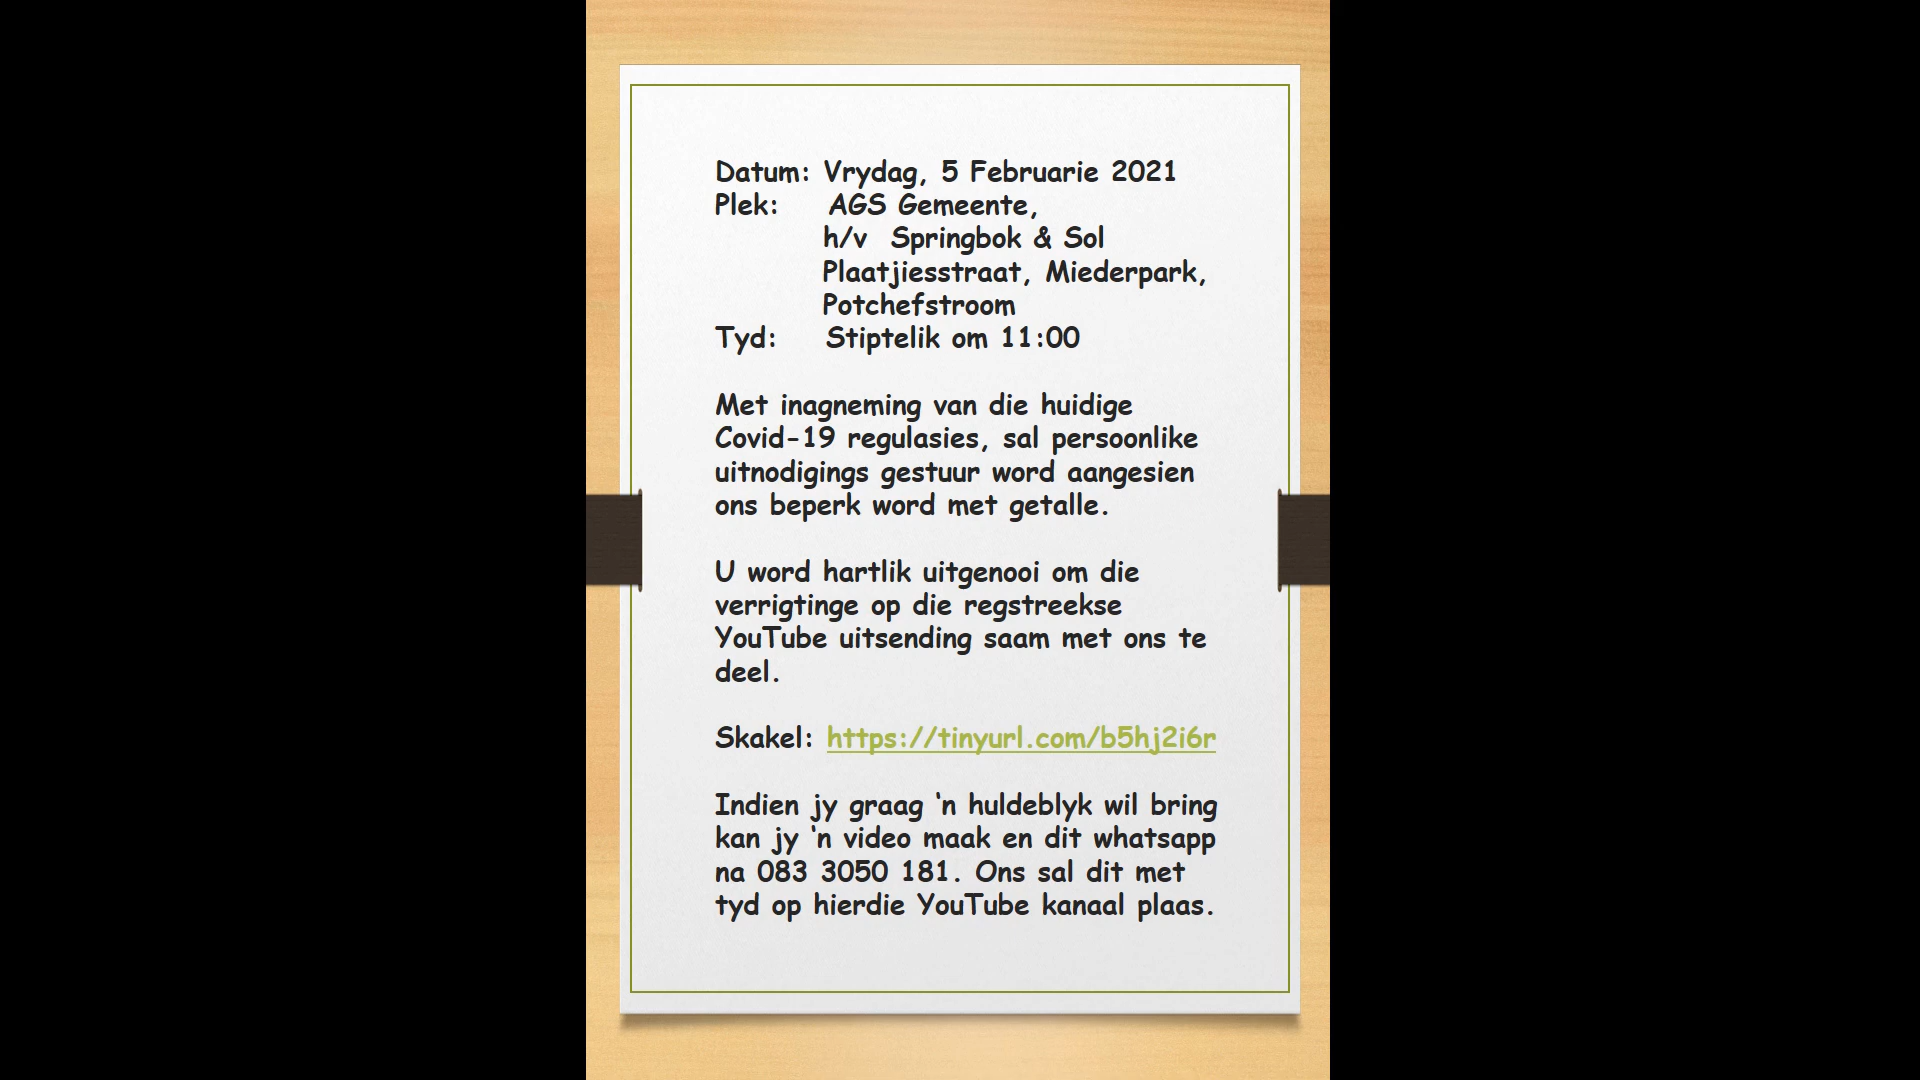 Datum: Vrydag, 5 Februarie 2021
Plek: AGS Gemeente,
h/v Springbok & Sol
Plaatjiesstraat, Miederpark,
Potchefstroom
Tyd: Stiptelik om 11:00
Met inagneming van die huidige
Covid-19 regulasies, sal persoonlike
uitnodigings gestuur word aangesien
ons beperk word met getalle.
U word hartlik uitgenooi om die
verrigtinge op die regstreekse
YouTube uitsending saam met ons te
deel.
Skakel: https://tinyurl.com/b5hj2i6r
Indien jy graag ‘n huldeblyk wil bring
kan jy ‘n video maak en dit whatsapp
na 083 3050 181. Ons sal dit met
tyd op hierdie YouTube kanaal plaas.